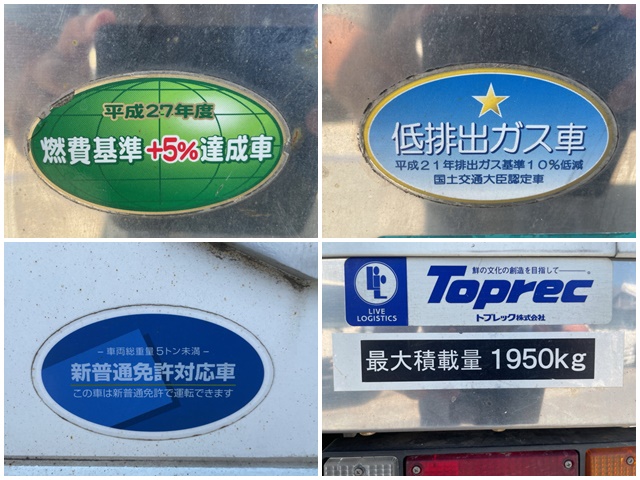 平成27年度
燃費基準+5%達成車
低排出ガス車
平成21年排出ガス基準10%低減
国土交通大臣認定車
－車両総重量5トン未満－
新普通免許対応車
この車は新普通免許で運転できます
LIVE
LOGISTICS
鮮の文化の創造を目指して――。
Toprec
トプレック株式会社
最大積載量 1950kg